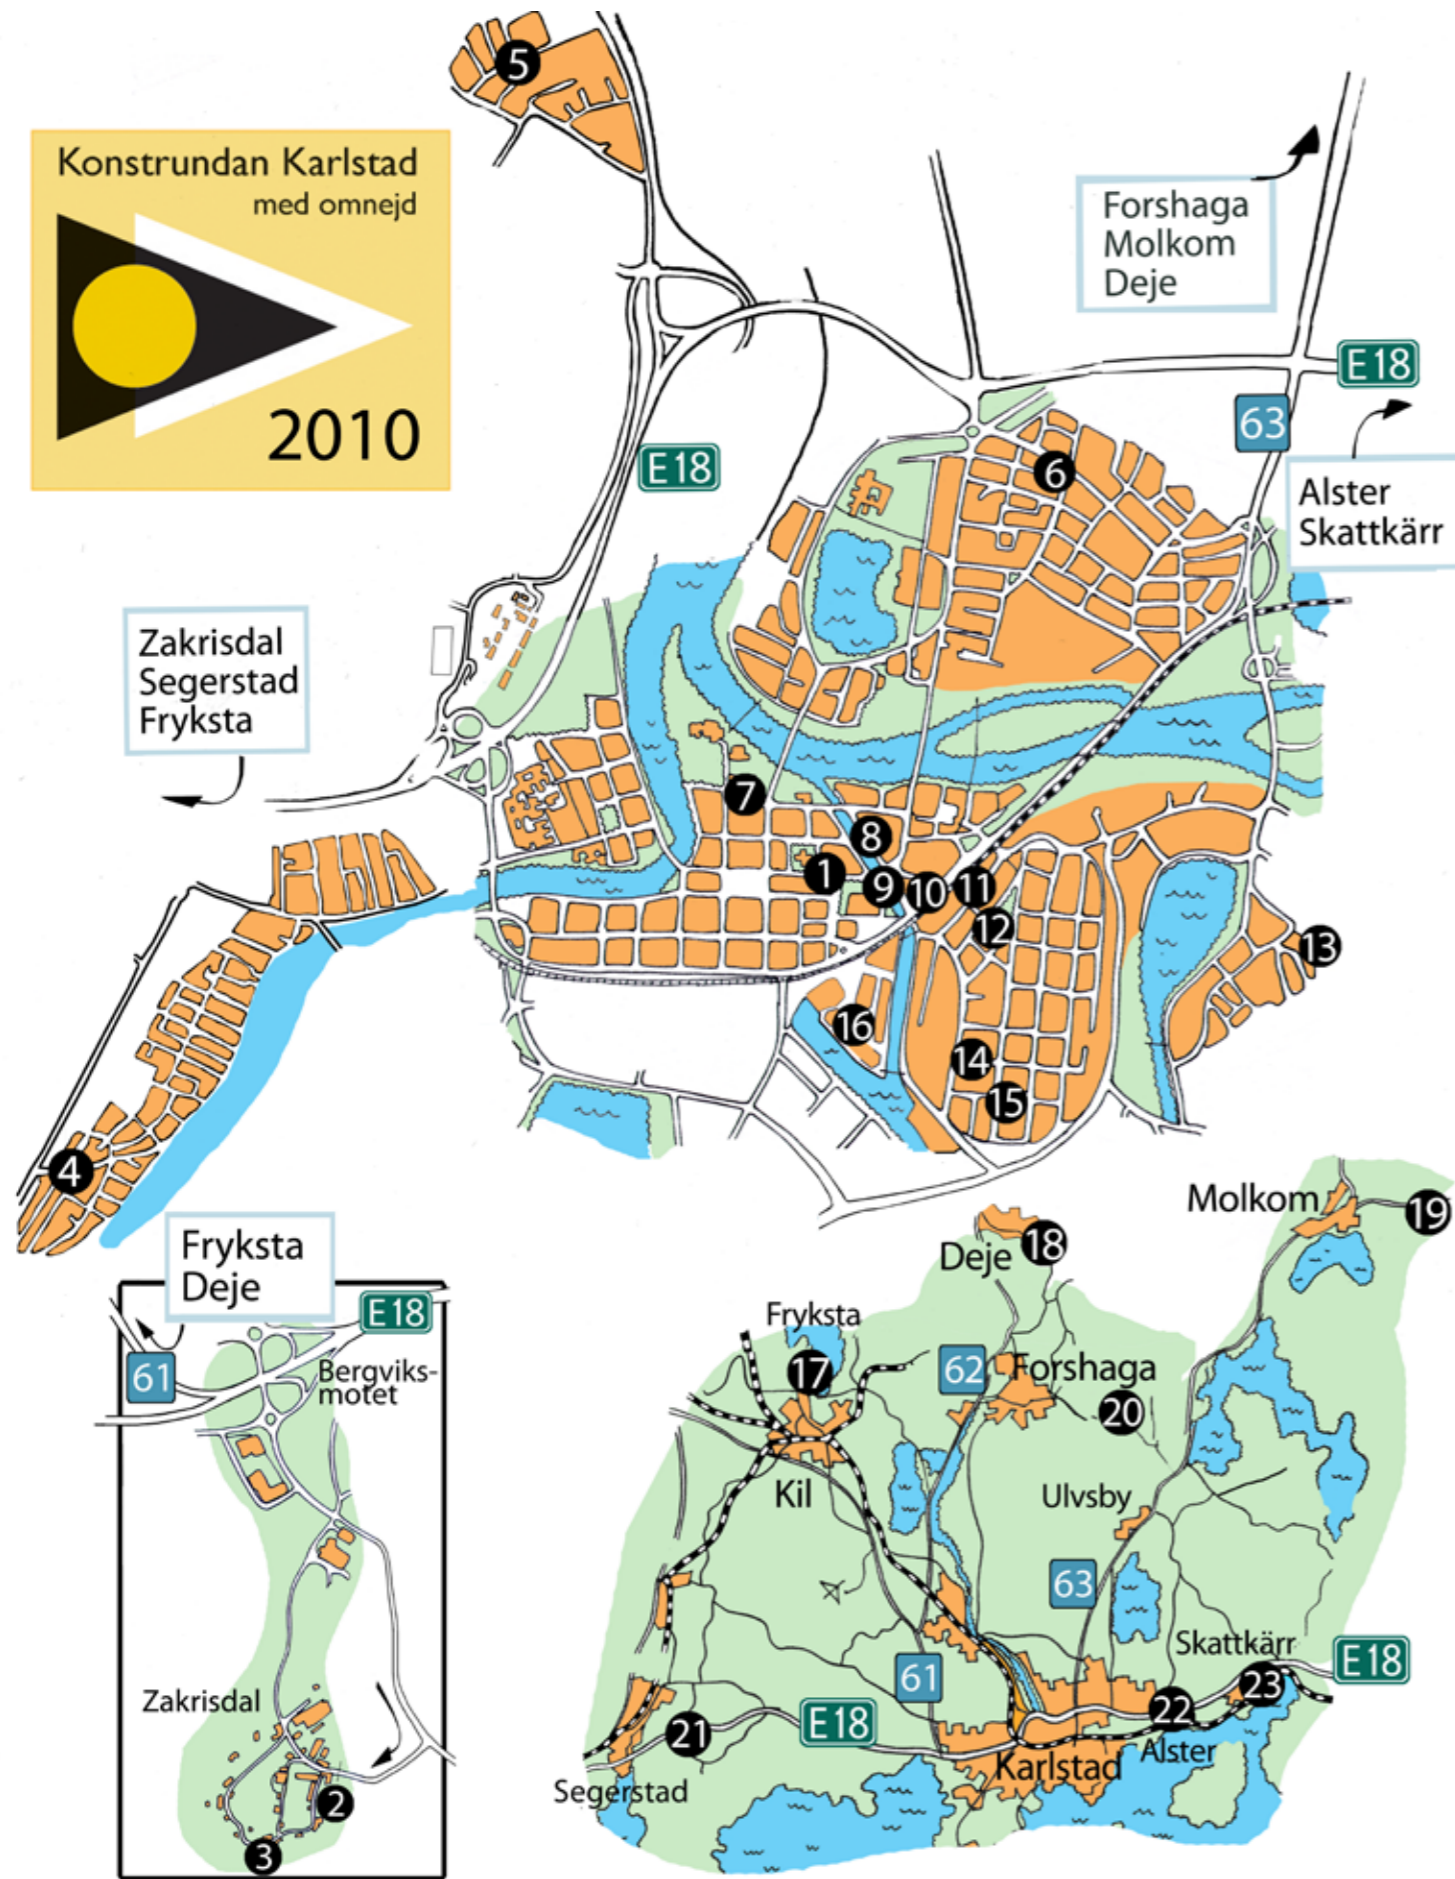 5
Konstrundan Karlstad
med omnejd
2010
Forshaga
Molkom
Deje
E18
63
E18
6
Alster
Skattkärr
Zakrisdal
Segerstad
Fryksta
7
8
1
9
10
11
12
13
16
14
15
4
Fryksta
Deje
E18
61
Bergviks-
motet
Zakrisdal
2
3
Molkom
19
Deje
18
Fryksta
17
62
Forshaga
20
Kil
Ulvsby
63
Skattkärr
E18
61
23
22
E18
21
Alster
Karlstad
Segerstad